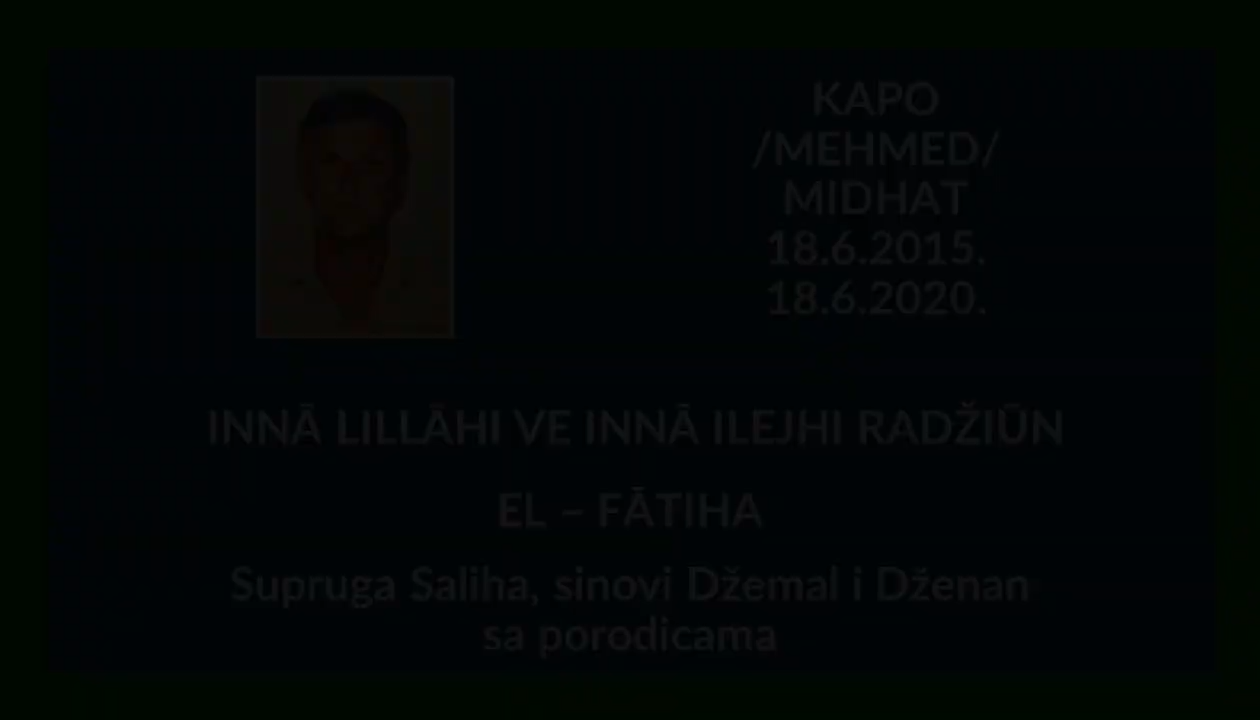 KAPO
/MEHMED/
MIDHAT
18.6.2015.
18.6.2020.
INNĀ LILLĀHI VE INNĀ ILEJHI RADŽIŪN
EL – FĀTIHA
Supruga Saliha, sinovi Džemal i Dženan
sa porodicama